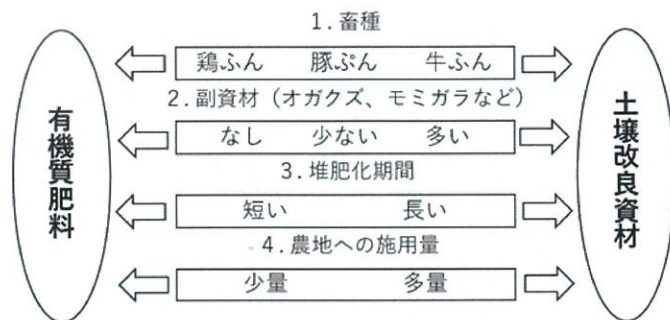 1. 畜種
鶏ふん 豚ぷん 牛ふん
2. 副資材（オガクズ、モミガラなど）
なし 少ない 多い
3. 堆肥化期間
短い 長い
4. 農地への施用量
少量 多量
有機質肥料
土壌改良資材